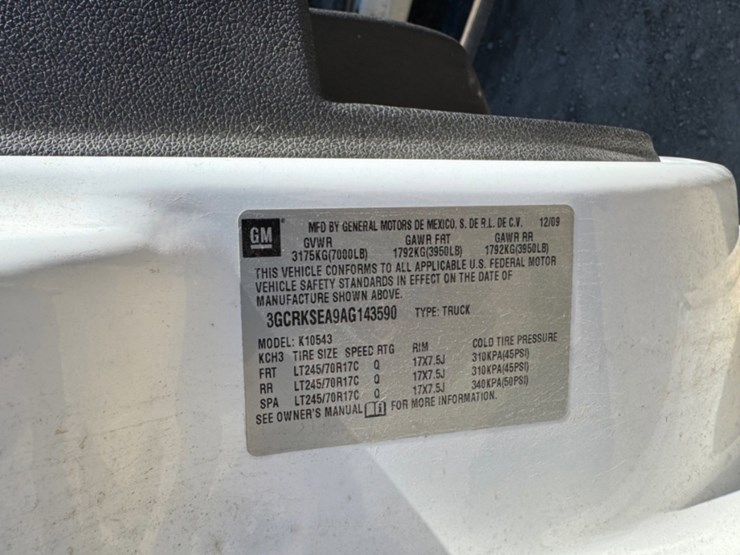 GM
MFD BY GENERAL MOTORS DE MEXICO, S. DE R.L. DE C.V. 12/09
GVWR GAWR FRT GAWR RR
3175KG(7000LB) 1792KG(3950LB) 1792KG(3950LB)
THIS VEHICLE CONFORMS TO ALL APPLICABLE U.S. FEDERAL MOTOR
VEHICLE SAFETY STANDARDS IN EFFECT ON THE DATE OF
MANUFACTURE SHOWN ABOVE.
3GCRKSEA9AG143590 TYPE: TRUCK
MODEL: K10543
KCH3 TIRE SIZE SPEED RTG RIM COLD TIRE PRESSURE
FRT LT245/70R17C Q 17X7.5J 310KPA(45PSI)
RR LT245/70R17C Q 17X7.5J 310KPA(45PSI)
SPA LT245/70R17C Q 17X7.5J 340KPA(50PSI)
SEE OWNER'S MANUAL FOR MORE INFORMATION.